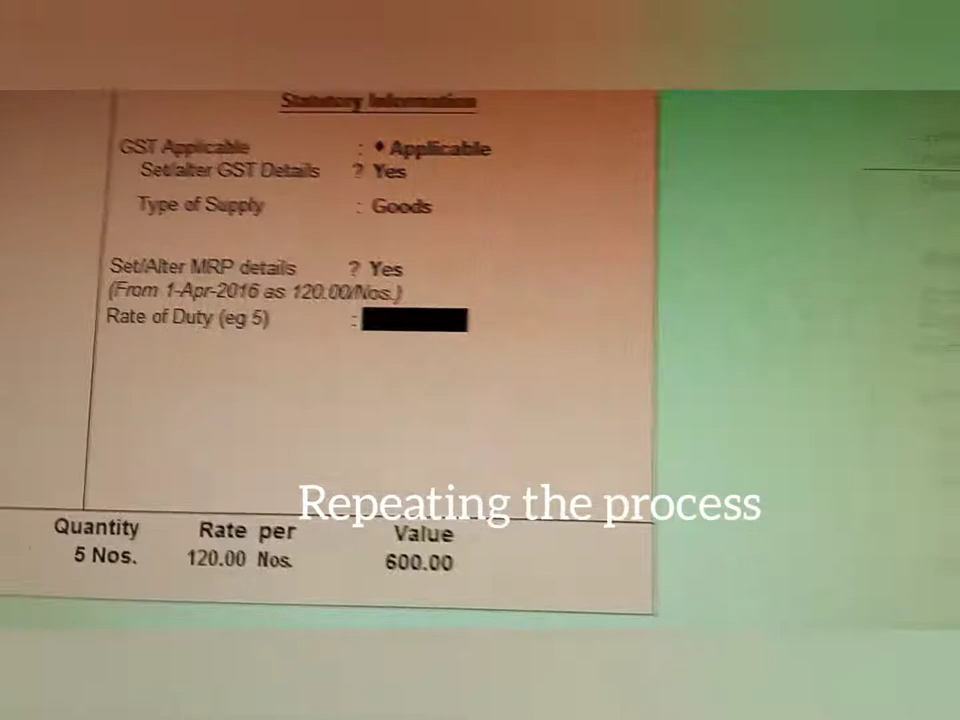 Statutory Information
GST Applicable : ♦ Applicable
Set/alter GST Details ? Yes
Type of Supply : Goods
Set/Alter MRP details ? Yes
(From 1-Apr-2016 as 120.00/Nos.)
Rate of Duty (eg 5) :
Repeating the process
Quantity Rate per Value
5 Nos. 120.00 Nos. 600.00